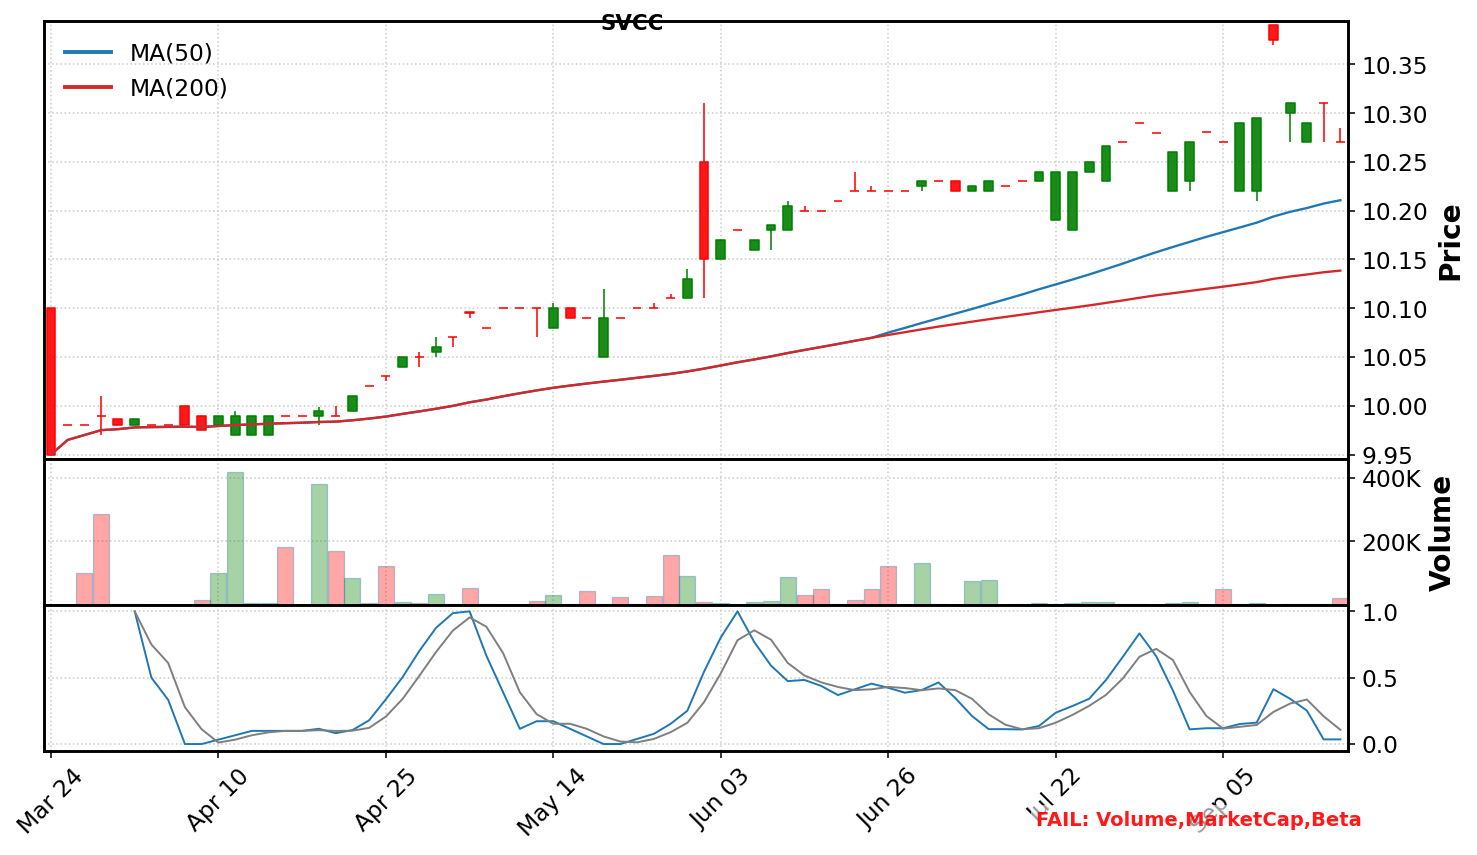 SVCC
MA(50)
MA(200)
10.35
10.30
10.25
10.20
10.15
10.10
10.05
10.00
9.95
Price
400K
200K
Volume
1.0
0.5
0.0
Mar 24
Apr 10
Apr 25
May 14
Jun 03
Jun 26
Jul 22
Sep 05
FAIL: Volume,MarketCap,Beta